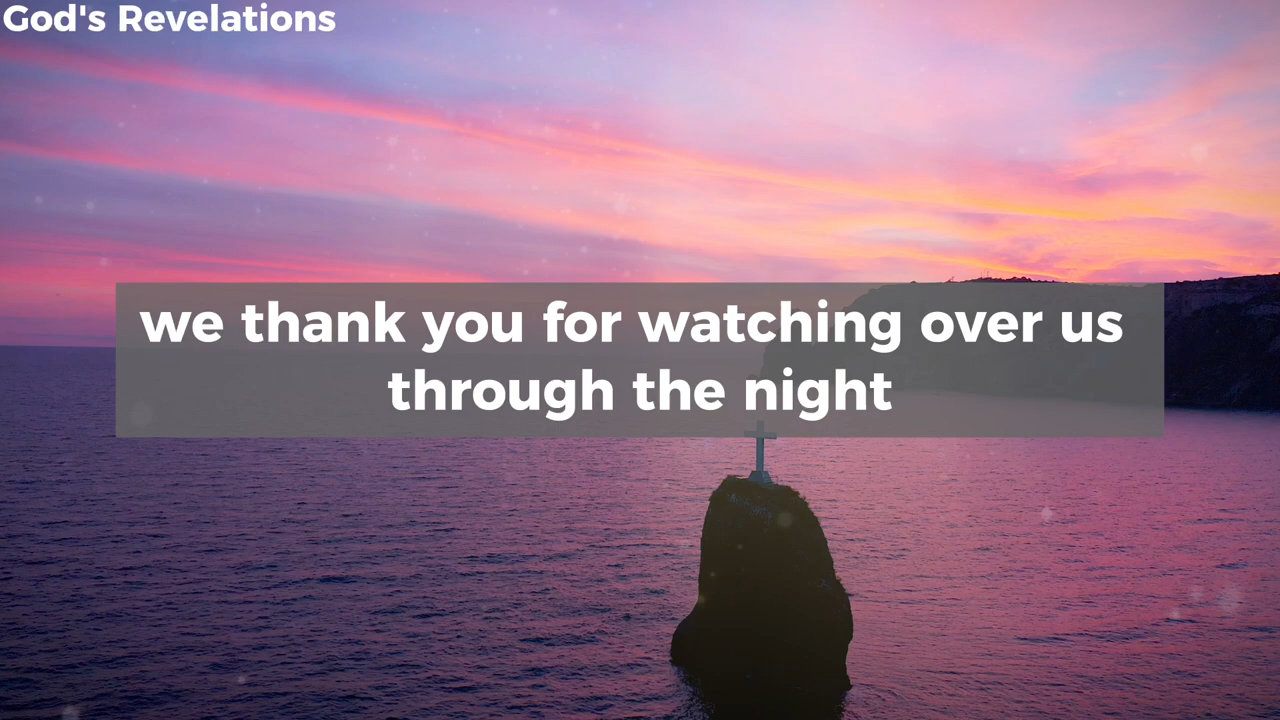 God's Revelations
we thank you for watching over us
through the night